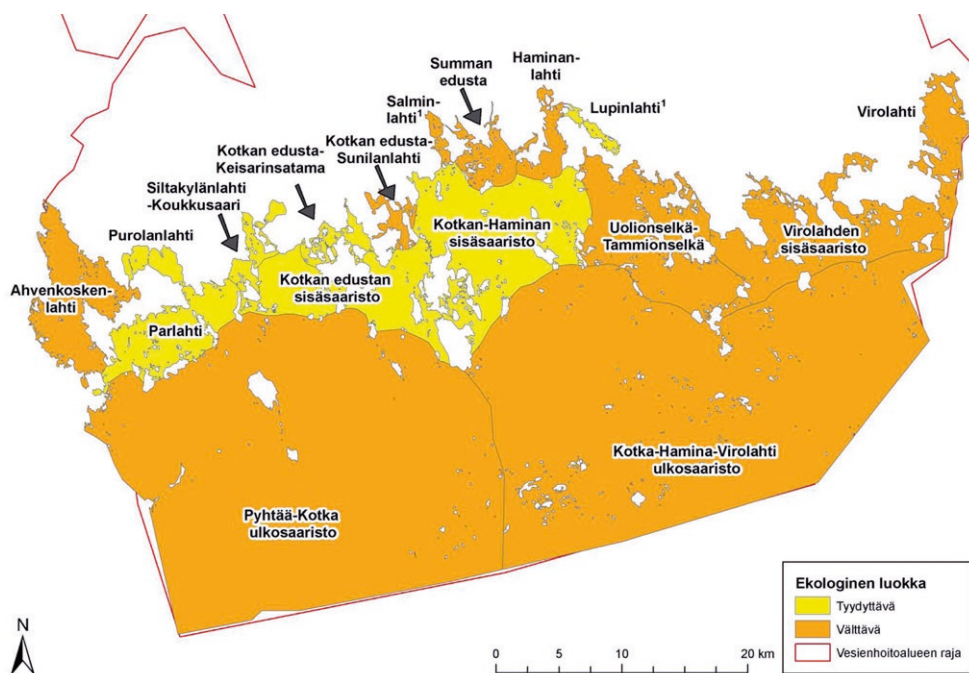 Haminan-
lahti
Summan
edusta
Salmin-
lahti¹
Lupinlahti¹
Virolahti
Kotkan edusta-
Sunilanlahti
Kotkan edusta-
Keisarinsatama
Siltakylänlahti
-Koukkusaari
Purolanlahti
Kotkan-Haminan
sisäsaaristo
Uolionselkä-
Tammionselkä
Virolahden
sisäsaaristo
Ahvenkosken-
lahti
Kotkan edustan
sisäsaaristo
Parlahti
Kotka-Hamina-Virolahti
ulkosaaristo
Pyhtää-Kotka
ulkosaaristo
Ekologinen luokka
Tyydyttävä
Välttävä
Vesienhoitoalueen raja
N
0 5 10 20 km